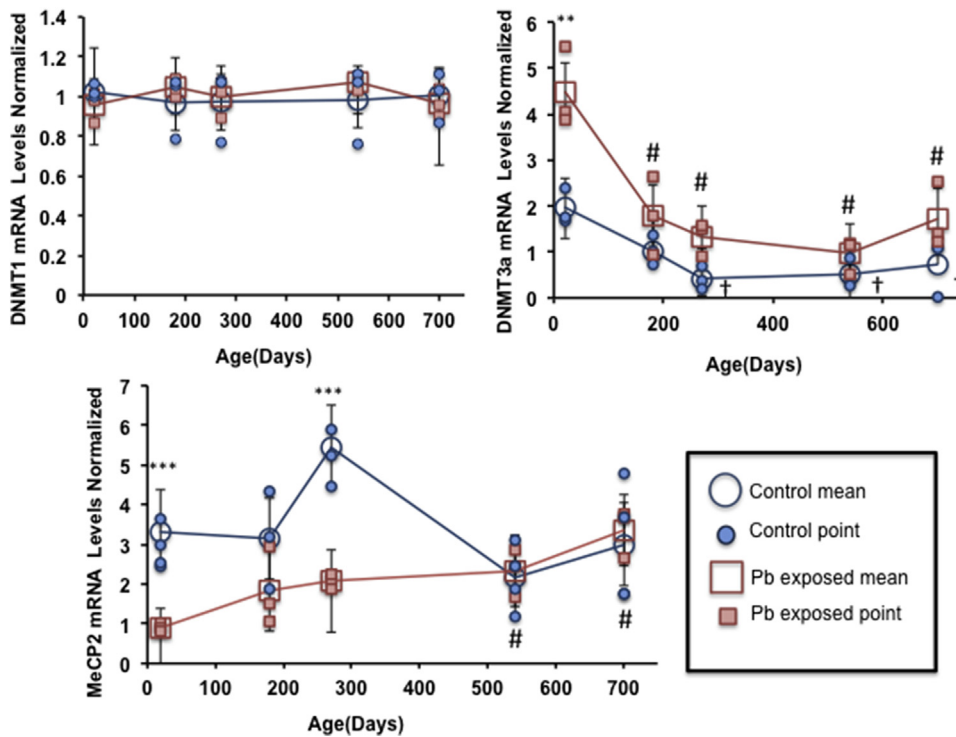 DNMT1 mRNA Levels Normalized
1.4
1.2
1
0.8
0.6
0.4
0.2
0
0 100 200 300 400 500 600 700
Age(Days)
DNMT3a mRNA Levels Normalized
6
5
4
3
2
1
0
**
# # # #
† †
0 200 400 600
Age(Days)
MeCP2 mRNA Levels Normalized
7
6
5
4
3
2
1
0
*** ***
# #
0 100 200 300 400 500 600 700
Age(Days)
Control mean
Control point
Pb exposed mean
Pb exposed point